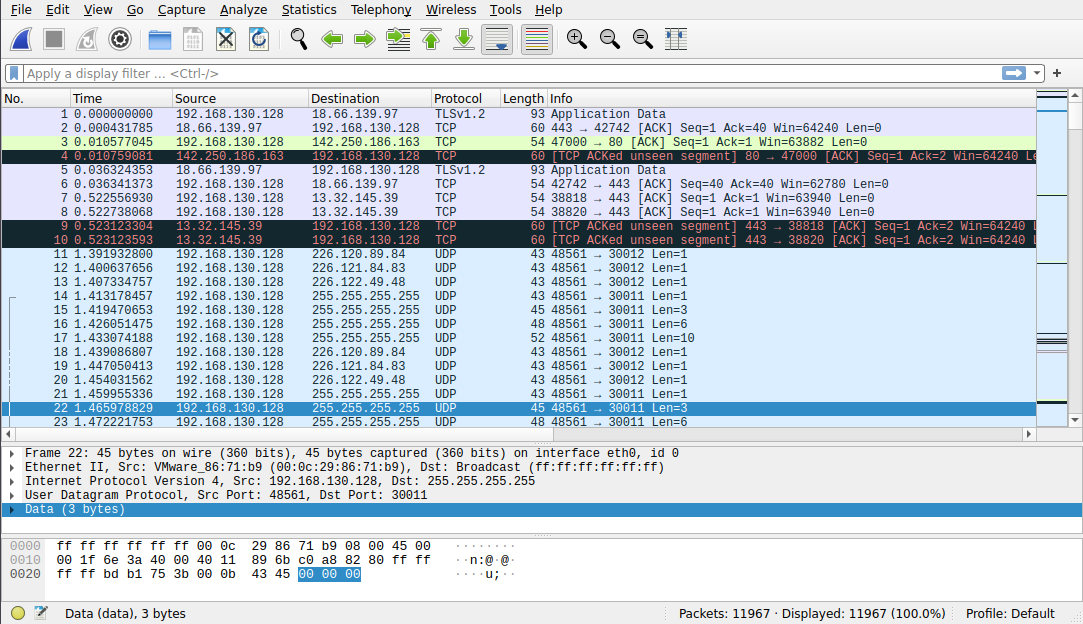 File Edit View Go Capture Analyze Statistics Telephony Wireless Tools Help
Apply a display filter ... <Ctrl-/>
No. Time Source Destination Protocol Length Info
1 0.000000000 192.168.130.128 18.66.139.97 TLSv1.2 93 Application Data
2 0.000431785 18.66.139.97 192.168.130.128 TCP 60 443 → 42742 [ACK] Seq=1 Ack=40 Win=64240 Len=0
3 0.010577045 192.168.130.128 142.250.186.163 TCP 54 47000 → 80 [ACK] Seq=1 Ack=1 Win=63882 Len=0
4 0.010759081 142.250.186.163 192.168.130.128 TCP 60 [TCP ACKed unseen segment] 80 → 47000 [ACK] Seq=1 Ack=2 Win=64240 Le
5 0.036324353 18.66.139.97 192.168.130.128 TLSv1.2 93 Application Data
6 0.036341373 192.168.130.128 18.66.139.97 TCP 54 42742 → 443 [ACK] Seq=40 Ack=40 Win=62780 Len=0
7 0.522556930 192.168.130.128 13.32.145.39 TCP 54 38818 → 443 [ACK] Seq=1 Ack=1 Win=63940 Len=0
8 0.522738068 192.168.130.128 13.32.145.39 TCP 54 38820 → 443 [ACK] Seq=1 Ack=1 Win=63940 Len=0
9 0.523123304 13.32.145.39 192.168.130.128 TCP 60 [TCP ACKed unseen segment] 443 → 38818 [ACK] Seq=1 Ack=2 Win=64240 L
10 0.523123593 13.32.145.39 192.168.130.128 TCP 60 [TCP ACKed unseen segment] 443 → 38820 [ACK] Seq=1 Ack=2 Win=64240 L
11 1.391932800 192.168.130.128 226.120.89.84 UDP 43 48561 → 30012 Len=1
12 1.400637656 192.168.130.128 226.121.84.83 UDP 43 48561 → 30012 Len=1
13 1.407334757 192.168.130.128 226.122.49.48 UDP 43 48561 → 30012 Len=1
14 1.413178457 192.168.130.128 255.255.255.255 UDP 43 48561 → 30011 Len=1
15 1.419470653 192.168.130.128 255.255.255.255 UDP 45 48561 → 30011 Len=3
16 1.426051475 192.168.130.128 255.255.255.255 UDP 48 48561 → 30011 Len=6
17 1.433074188 192.168.130.128 255.255.255.255 UDP 52 48561 → 30011 Len=10
18 1.439086807 192.168.130.128 226.120.89.84 UDP 43 48561 → 30012 Len=1
19 1.447050413 192.168.130.128 226.121.84.83 UDP 43 48561 → 30012 Len=1
20 1.454031562 192.168.130.128 226.122.49.48 UDP 43 48561 → 30012 Len=1
21 1.459955336 192.168.130.128 255.255.255.255 UDP 43 48561 → 30011 Len=1
22 1.465978829 192.168.130.128 255.255.255.255 UDP 45 48561 → 30011 Len=3
23 1.472221753 192.168.130.128 255.255.255.255 UDP 48 48561 → 30011 Len=6
Frame 22: 45 bytes on wire (360 bits), 45 bytes captured (360 bits) on interface eth0, id 0
Ethernet II, Src: VMware_86:71:b9 (00:0c:29:86:71:b9), Dst: Broadcast (ff:ff:ff:ff:ff:ff)
Internet Protocol Version 4, Src: 192.168.130.128, Dst: 255.255.255.255
User Datagram Protocol, Src Port: 48561, Dst Port: 30011
Data (3 bytes)
0000 ff ff ff ff ff ff 00 0c 29 86 71 b9 08 00 45 00 ········
0010 00 1f 6e 3a 40 00 40 11 89 6b c0 a8 82 80 ff ff ··n:@·@·
0020 ff ff bd b1 75 3b 00 0b 43 45 00 00 00 ····u;··
Data (data), 3 bytes Packets: 11967 · Displayed: 11967 (100.0%) Profile: Default